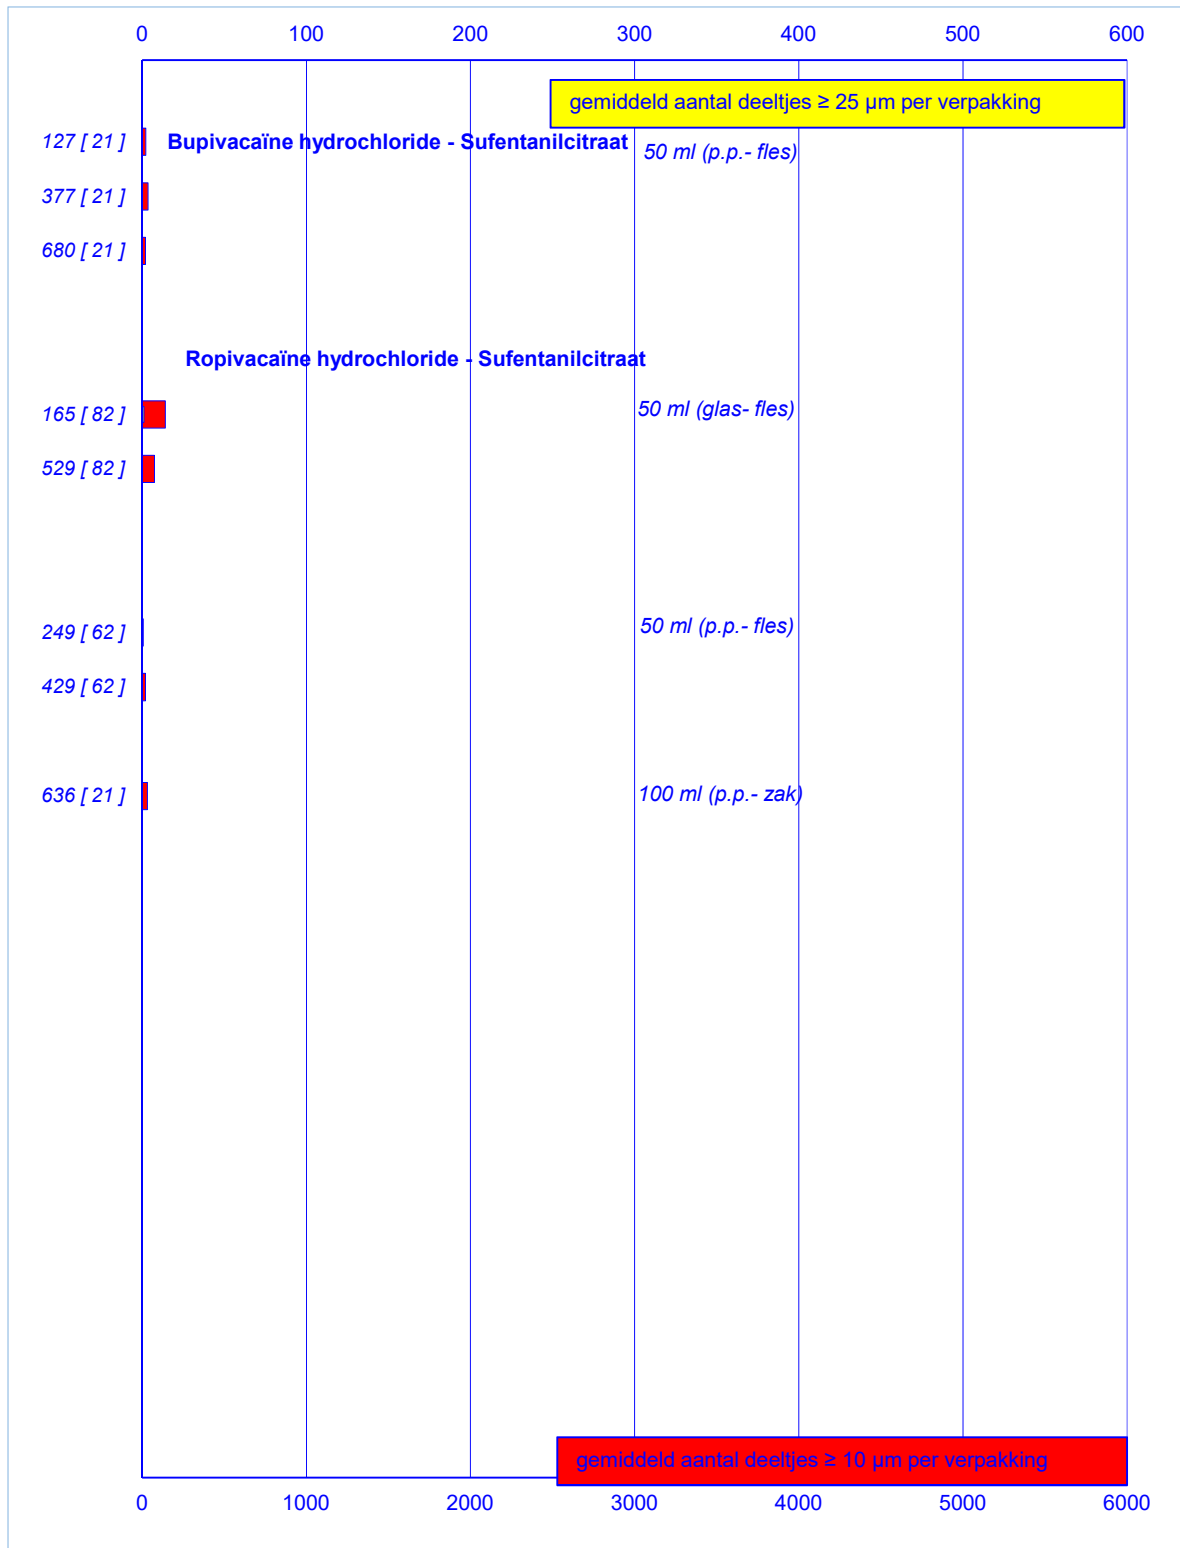 0 100 200 300 400 500 600
gemiddeld aantal deeltjes ≥ 25 µm per verpakking
127 [ 21 ] Bupivacaïne hydrochloride - Sufentanilcitraat 50 ml (p.p.- fles)
377 [ 21 ]
680 [ 21 ]
Ropivacaïne hydrochloride - Sufentanilcitraat
165 [ 82 ] 50 ml (glas- fles)
529 [ 82 ]
249 [ 62 ] 50 ml (p.p.- fles)
429 [ 62 ]
636 [ 21 ] 100 ml (p.p.- zak)
gemiddeld aantal deeltjes ≥ 10 µm per verpakking
0 1000 2000 3000 4000 5000 6000